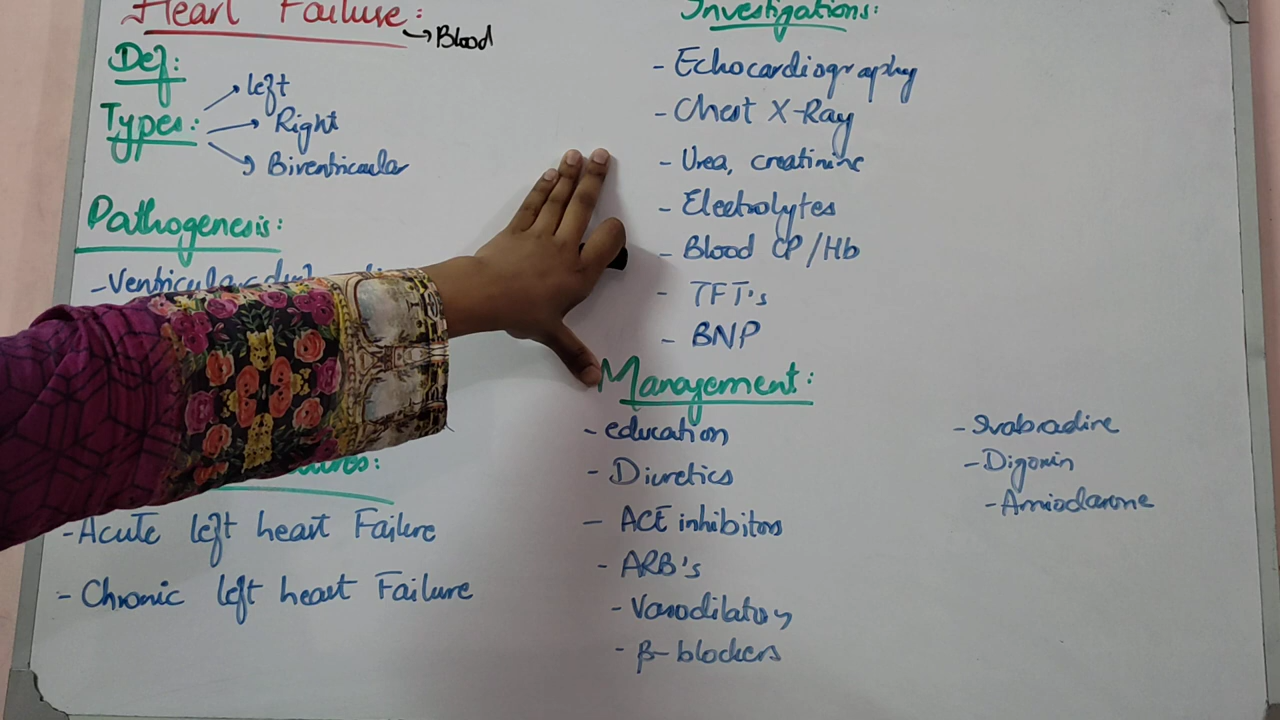 Heart Failure:
→ Blood
Def:
Types:
left
Right
Biventricular
Pathogenesis:
- Ventricular
- Acute left heart Failure
- Chronic left heart Failure
Investigations:
- Echocardiography
- Chest X-Ray
- Urea, creatinine
- Electrolytes
- Blood CP/Hb
- TFT's
- BNP
Management:
- education
- Diuretics
- ACE inhibitors
- ARB's
- Vasodilators
- β-blockers
- Ivabradine
- Digoxin
- Amiodarone